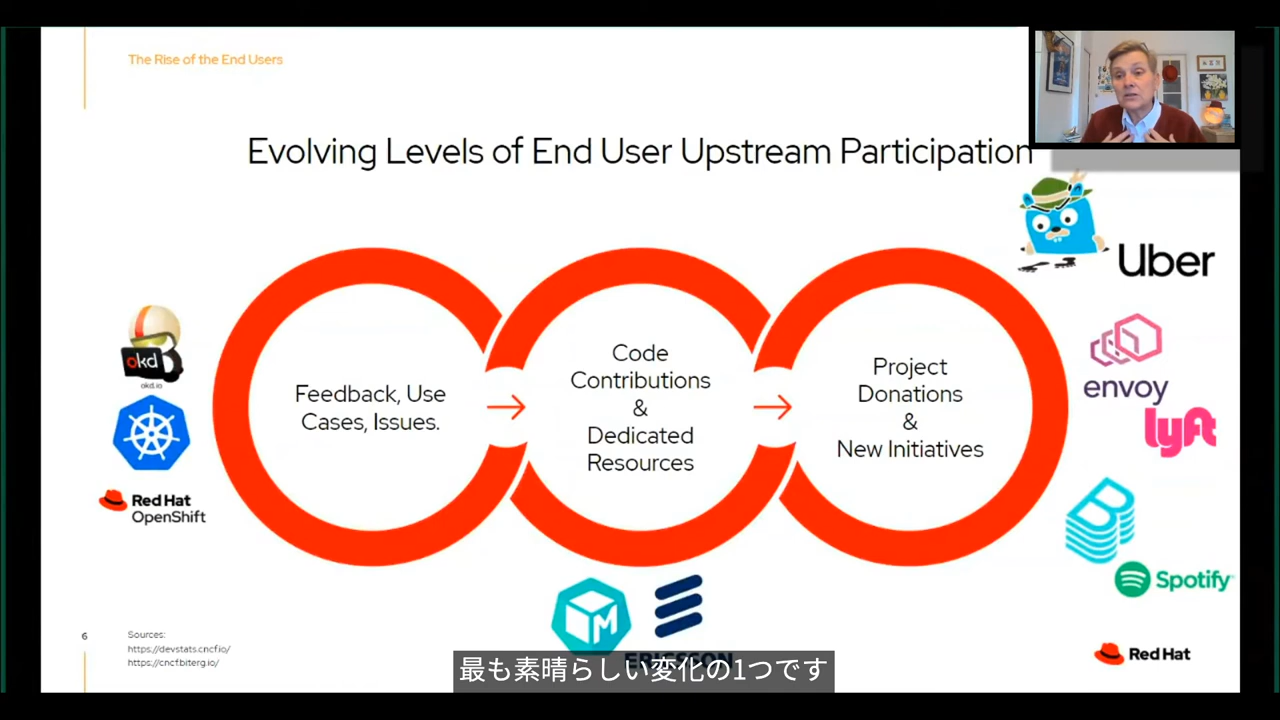 The Rise of the End Users
Evolving Levels of End User Upstream Participation
Uber
okd
okd.io
Feedback, Use
Cases, Issues.
Code
Contributions
&
Dedicated
Resources
Project
Donations
&
New Initiatives
envoy
lyft
Red Hat
OpenShift
B
Spotify
M
ERICSSON
6
Sources:
https://devstats.cncf.io/
https://cncf.biterg.io/
Red Hat
最も素晴らしい変化の1つです